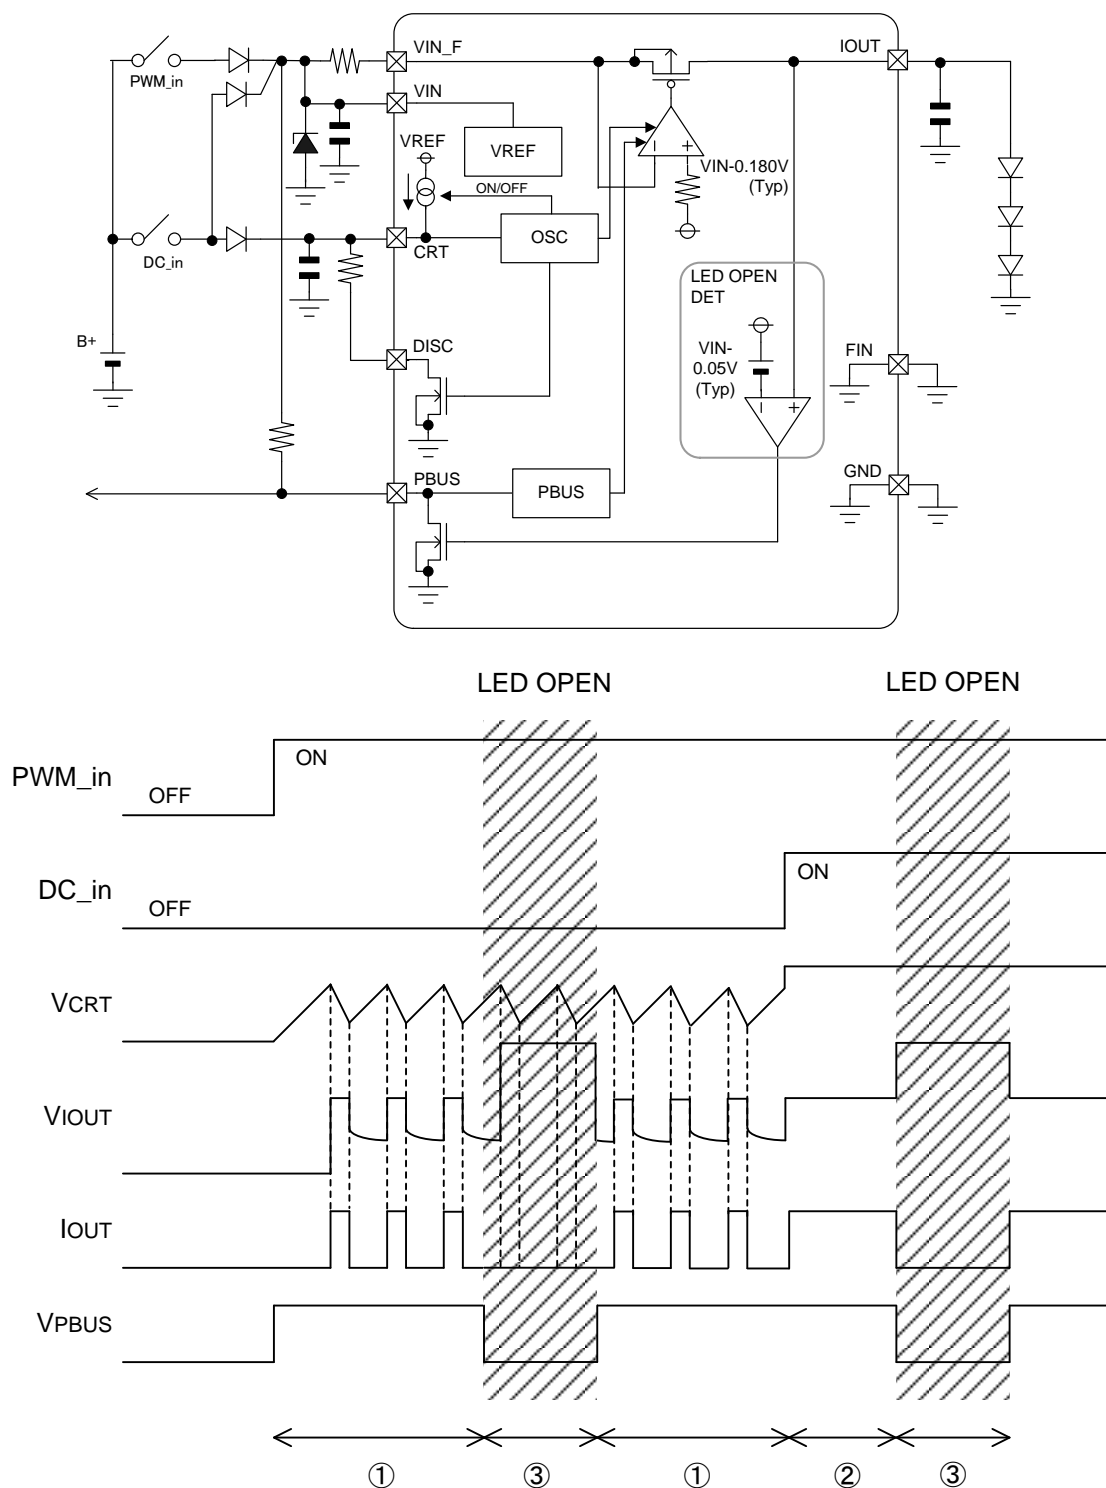 VIN_F
IOUT
PWM_in
VIN
VREF
VREF
VIN-0.180V
(Typ)
ON/OFF
OSC
CRT
DC_in
LED OPEN
DET
B+
DISC
VIN-
0.05V
(Typ)
FIN
PBUS
PBUS
GND
LED OPEN
LED OPEN
PWM_in
OFF
ON
DC_in
OFF
ON
VCRT
VIOUT
IOUT
VPBUS
① ③ ① ② ③